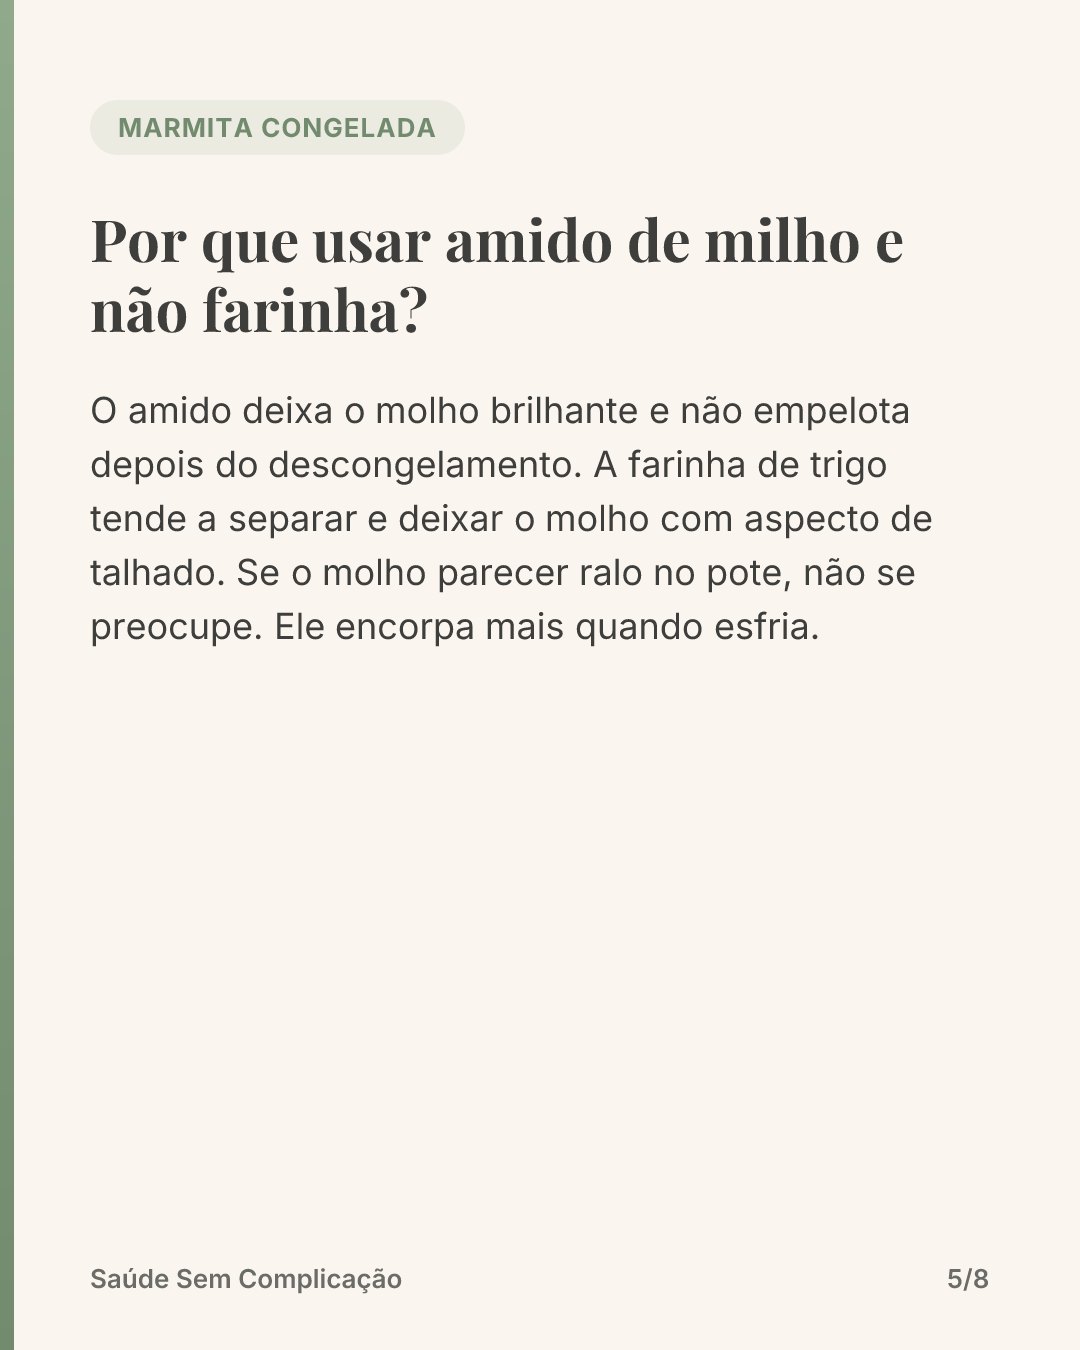 MARMITA CONGELADA
Por que usar amido de milho e
não farinha?
O amido deixa o molho brilhante e não empelota
depois do descongelamento. A farinha de trigo
tende a separar e deixar o molho com aspecto de
talhado. Se o molho parecer ralo no pote, não se
preocupe. Ele encorpa mais quando esfria.
Saúde Sem Complicação
5/8